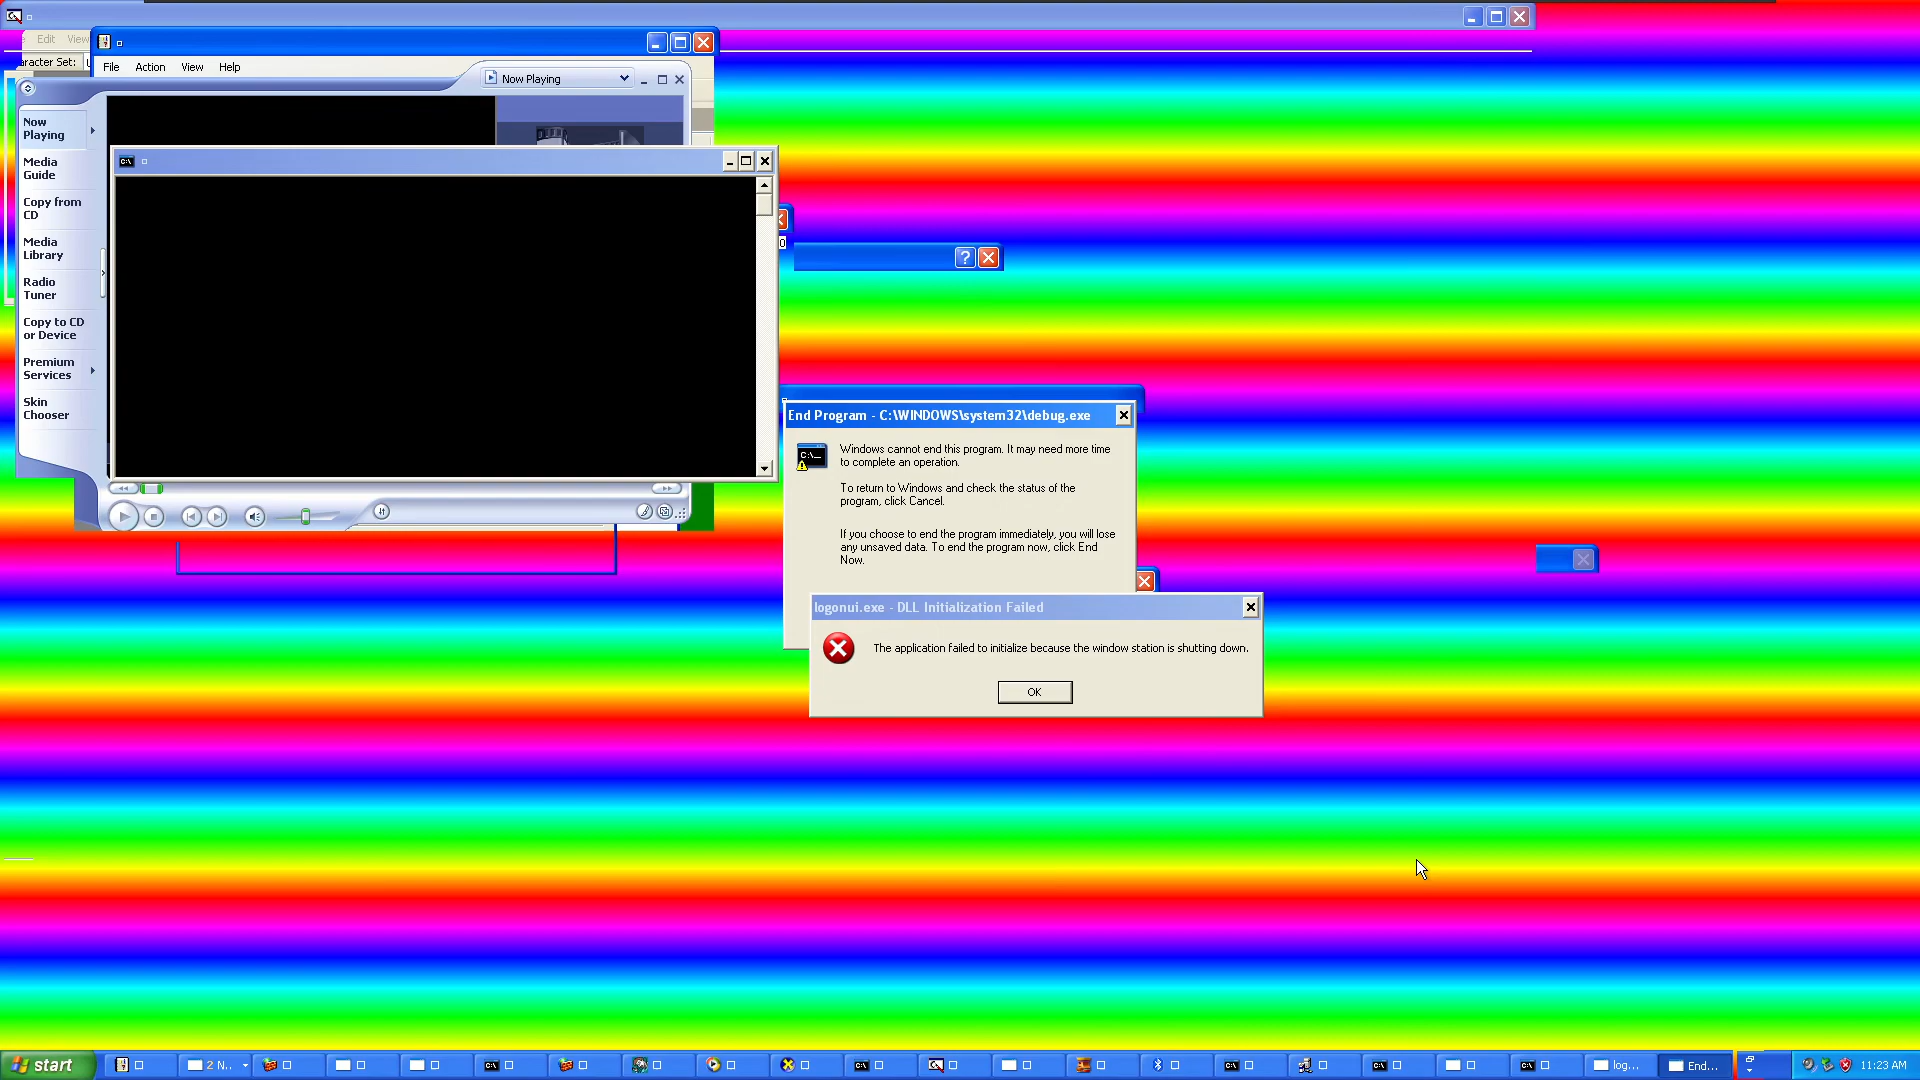 Edit View
aracter Set:
File Action View Help
Now Playing
Now
Playing
Media
Guide
Copy from
CD
Media
Library
Radio
Tuner
Copy to CD
or Device
Premium
Services
Skin
Chooser
C:\
0
End Program - C:\WINDOWS\system32\debug.exe
C:\...
Windows cannot end this program. It may need more time
to complete an operation.
To return to Windows and check the status of the
program, click Cancel.
If you choose to end the program immediately, you will lose
any unsaved data. To end the program now, click End
Now.
logonui.exe - DLL Initialization Failed
The application failed to initialize because the window station is shutting down.
OK
start 2 N... C:\ C:\ C:\ C:\ C:\ log... End... 11:23 AM